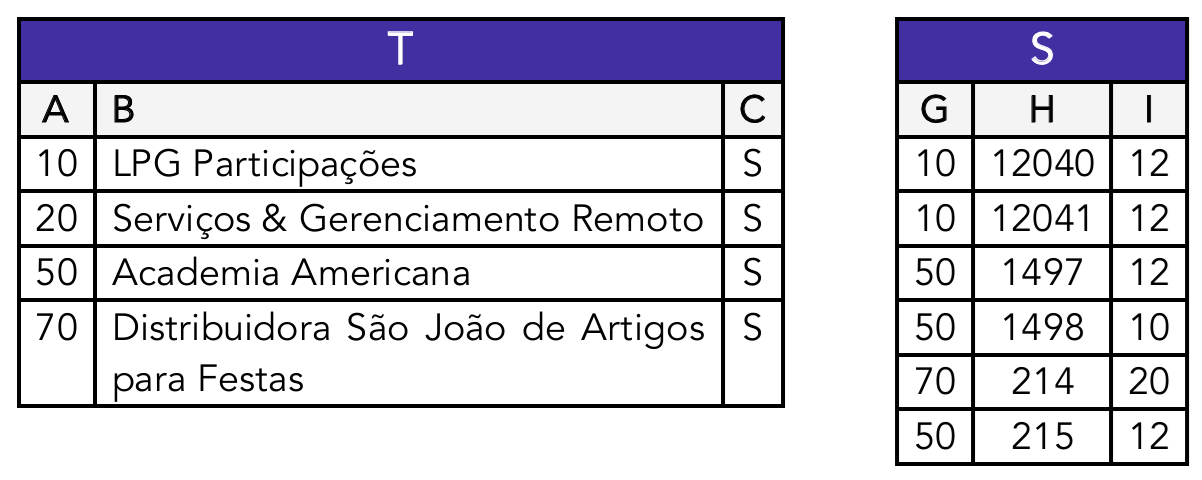 T
A B C
10 LPG Participações S
20 Serviços & Gerenciamento Remoto S
50 Academia Americana S
70 Distribuidora São João de Artigos S
para Festas
S
G H I
10 12040 12
10 12041 12
50 1497 12
50 1498 10
70 214 20
50 215 12